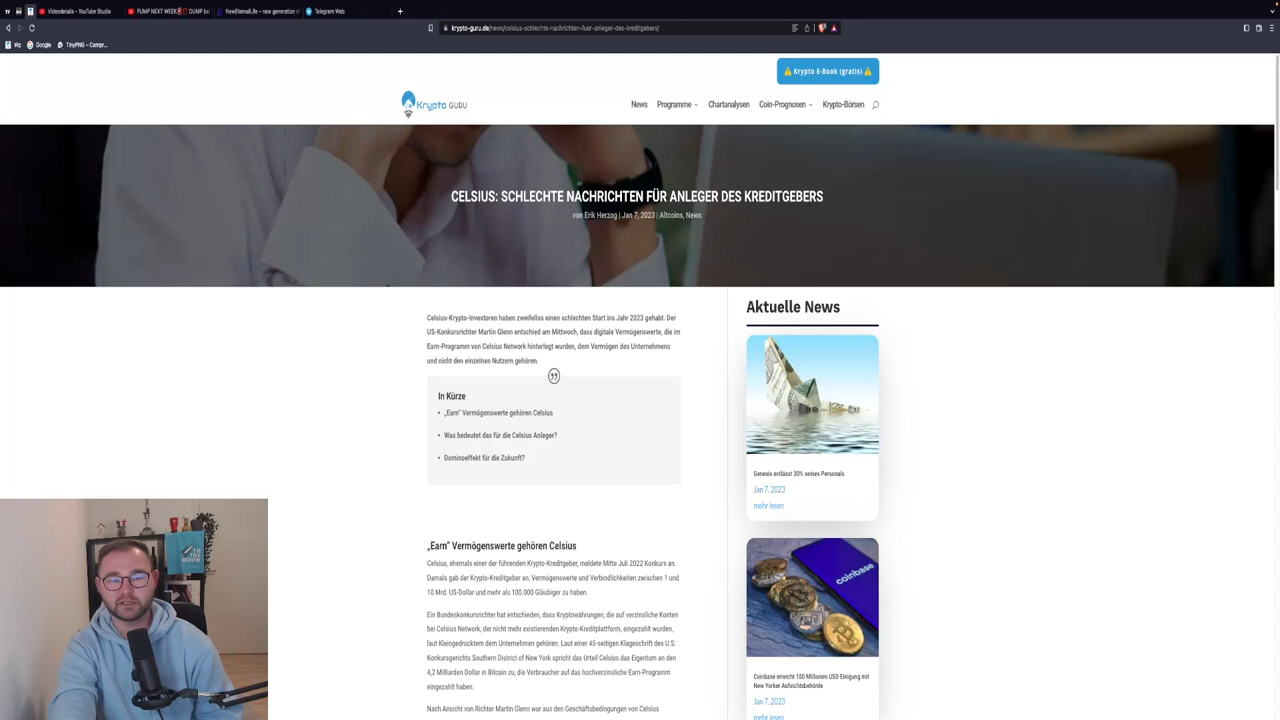 Videodetails – YouTube Studio
PUMP NEXT WEEK
DUMP be
NewEternalLife – new generation of
Telegram Web
krypto-guru.de/news/celsius-schlechte-nachrichten-fuer-anleger-des-kreditgebers/
Wp
Google
TinyPNG – Compr...
Krypto E-Book (gratis)
Krypto GURU
News
Programme
Chartanalysen
Coin-Prognosen
Krypto-Börsen
CELSIUS: SCHLECHTE NACHRICHTEN FÜR ANLEGER DES KREDITGEBERS
von Erik Herzog | Jan 7, 2023 | Altcoins, News
Celsius-Krypto-Investoren haben zweifellos einen schlechten Start ins Jahr 2023 gehabt. Der
US-Konkursrichter Martin Glenn entschied am Mittwoch, dass digitale Vermögenswerte, die im
Earn-Programm von Celsius Network hinterlegt wurden, dem Vermögen des Unternehmens
und nicht den einzelnen Nutzern gehören.
In Kürze
• „Earn“ Vermögenswerte gehören Celsius
• Was bedeutet das für die Celsius Anleger?
• Dominoeffekt für die Zukunft?
„Earn“ Vermögenswerte gehören Celsius
Celsius, ehemals einer der führenden Krypto-Kreditgeber, meldete Mitte Juli 2022 Konkurs an.
Damals gab der Krypto-Kreditgeber an, Vermögenswerte und Verbindlichkeiten zwischen 1 und
10 Mrd. US-Dollar und mehr als 100.000 Gläubiger zu haben.
Ein Bundeskonkursrichter hat entschieden, dass Kryptowährungen, die auf verzinsliche Konten
bei Celsius Network, der nicht mehr existierenden Krypto-Kreditplattform, eingezahlt wurden,
laut Kleingedrucktem dem Unternehmen gehören. Laut einer 45-seitigen Klageschrift des U.S.
Konkursgerichts Southern District of New York spricht das Urteil Celsius das Eigentum an den
4,2 Milliarden Dollar in Bitcoin zu, die Verbraucher auf das hochverzinsliche Earn-Programm
eingezahlt haben.
Nach Ansicht von Richter Martin Glenn war aus den Geschäftsbedingungen von Celsius
Aktuelle News
Genesis entlässt 30% seines Personals
Jan 7, 2023
mehr lesen
coinbase
Coinbase erreicht 100 Millionen USD Einigung mit
New Yorker Aufsichtsbehörde
Jan 7, 2023
mehr lesen
TO THE
MOON